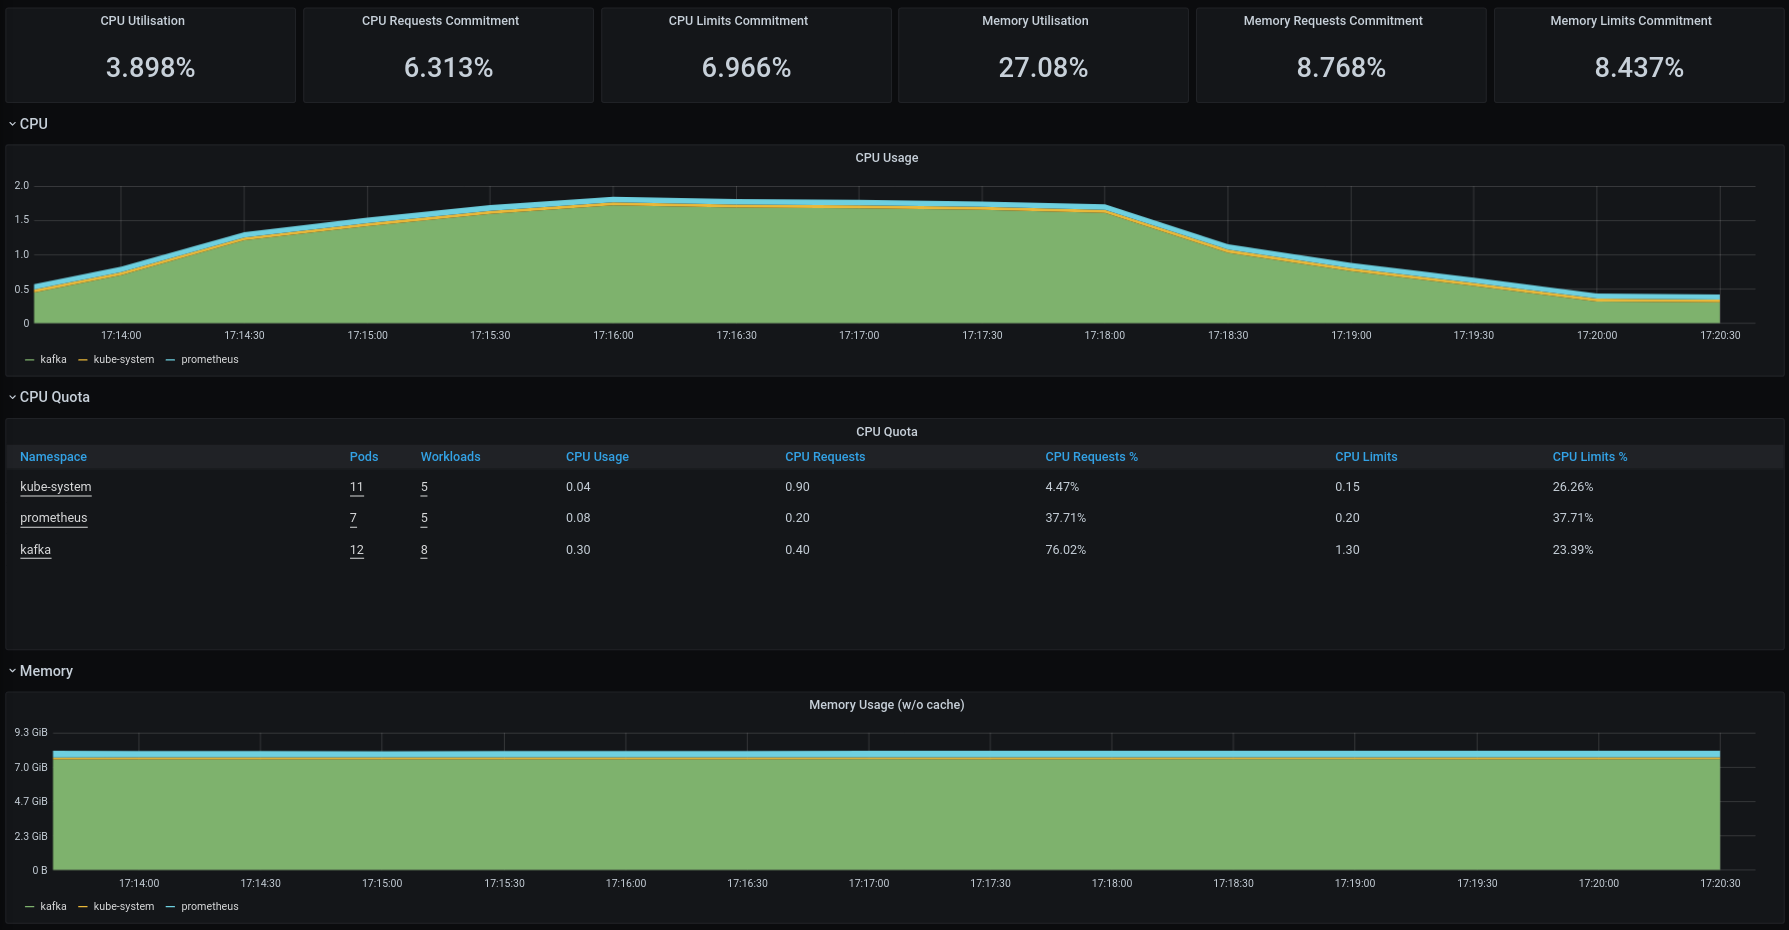 CPU Utilisation CPU Requests Commitment CPU Limits Commitment Memory Utilisation Memory Requests Commitment Memory Limits Commitment
3.898% 6.313% 6.966% 27.08% 8.768% 8.437%
CPU
CPU Usage
2.0
1.5
1.0
0.5
0
17:14:00 17:14:30 17:15:00 17:15:30 17:16:00 17:16:30 17:17:00 17:17:30 17:18:00 17:18:30 17:19:00 17:19:30 17:20:00 17:20:30
kafka kube-system prometheus
CPU Quota
CPU Quota
Namespace Pods Workloads CPU Usage CPU Requests CPU Requests % CPU Limits CPU Limits %
kube-system 11 5 0.04 0.90 4.47% 0.15 26.26%
prometheus 7 5 0.08 0.20 37.71% 0.20 37.71%
kafka 12 8 0.30 0.40 76.02% 1.30 23.39%
Memory
Memory Usage (w/o cache)
9.3 GiB
7.0 GiB
4.7 GiB
2.3 GiB
0 B
17:14:00 17:14:30 17:15:00 17:15:30 17:16:00 17:16:30 17:17:00 17:17:30 17:18:00 17:18:30 17:19:00 17:19:30 17:20:00 17:20:30
kafka kube-system prometheus